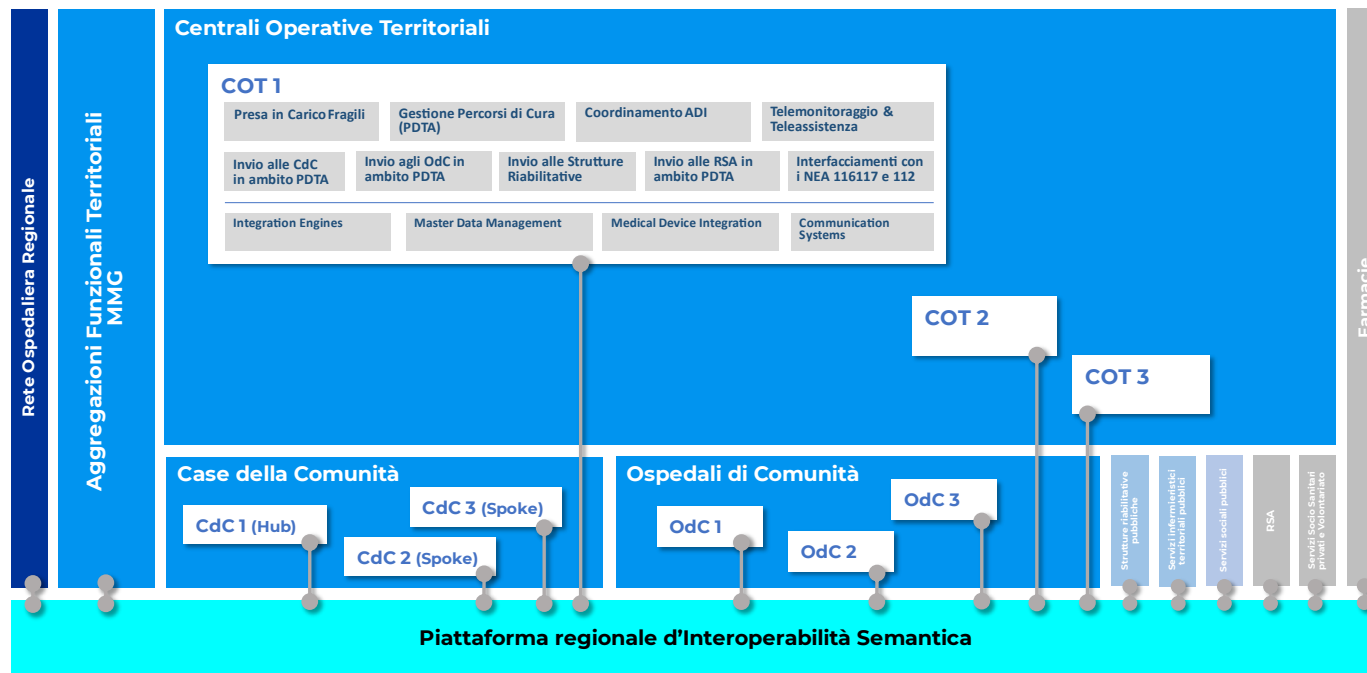 Rete Ospedaliera Regionale
Aggregazioni Funzionali Territoriali
MMG
Centrali Operative Territoriali
COT 1
Presa in Carico Fragili
Gestione Percorsi di Cura
(PDTA)
Coordinamento ADI
Telemonitoraggio &
Teleassistenza
Invio alle CdC
in ambito PDTA
Invio agli OdC in
ambito PDTA
Invio alle Strutture
Riabilitative
Invio alle RSA in
ambito PDTA
Interfacciamenti con
i NEA 116117 e 112
Integration Engines
Master Data Management
Medical Device Integration
Communication
Systems
COT 2
COT 3
Case della Comunità
CdC 1 (Hub)
CdC 2 (Spoke)
CdC 3 (Spoke)
Ospedali di Comunità
OdC 1
OdC 2
OdC 3
Strutture riabilitative
pubbliche
Servizi infermieristici
territoriali pubblici
Servizi sociali pubblici
RSA
Servizi Socio Sanitari
privati e Volontariato
Farmacie
Piattaforma regionale d'Interoperabilità Semantica